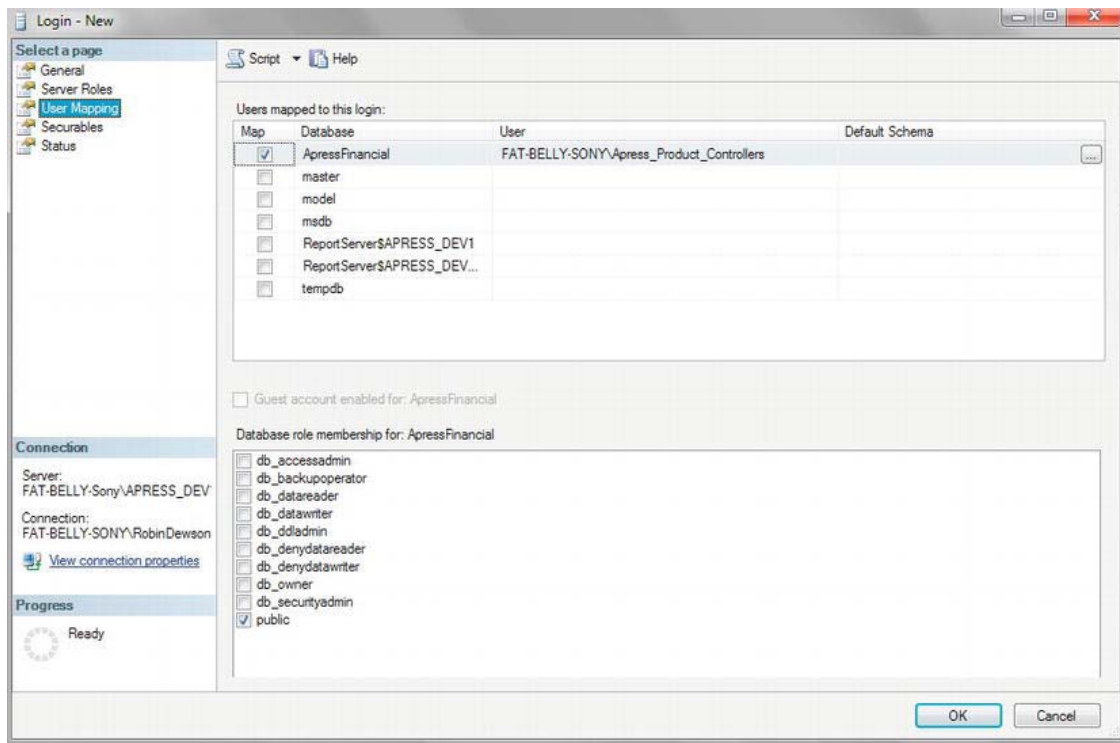 Login - New
Select a page
General
Server Roles
User Mapping
Securables
Status
Script
Help
Users mapped to this login:
Map Database User Default Schema
ApressFinancial FAT-BELLY-SONY\Apress_Product_Controllers ...
master
model
msdb
ReportServer$APRESS_DEV1
ReportServer$APRESS_DEV...
tempdb
Guest account enabled for: ApressFinancial
Database role membership for: ApressFinancial
db_accessadmin
db_backupoperator
db_datareader
db_datawriter
db_ddladmin
db_denydatareader
db_denydatawriter
db_owner
db_securityadmin
public
Connection
Server:
FAT-BELLY-Sony\APRESS_DEV
Connection:
FAT-BELLY-SONY\RobinDewson
View connection properties
Progress
Ready
OK
Cancel